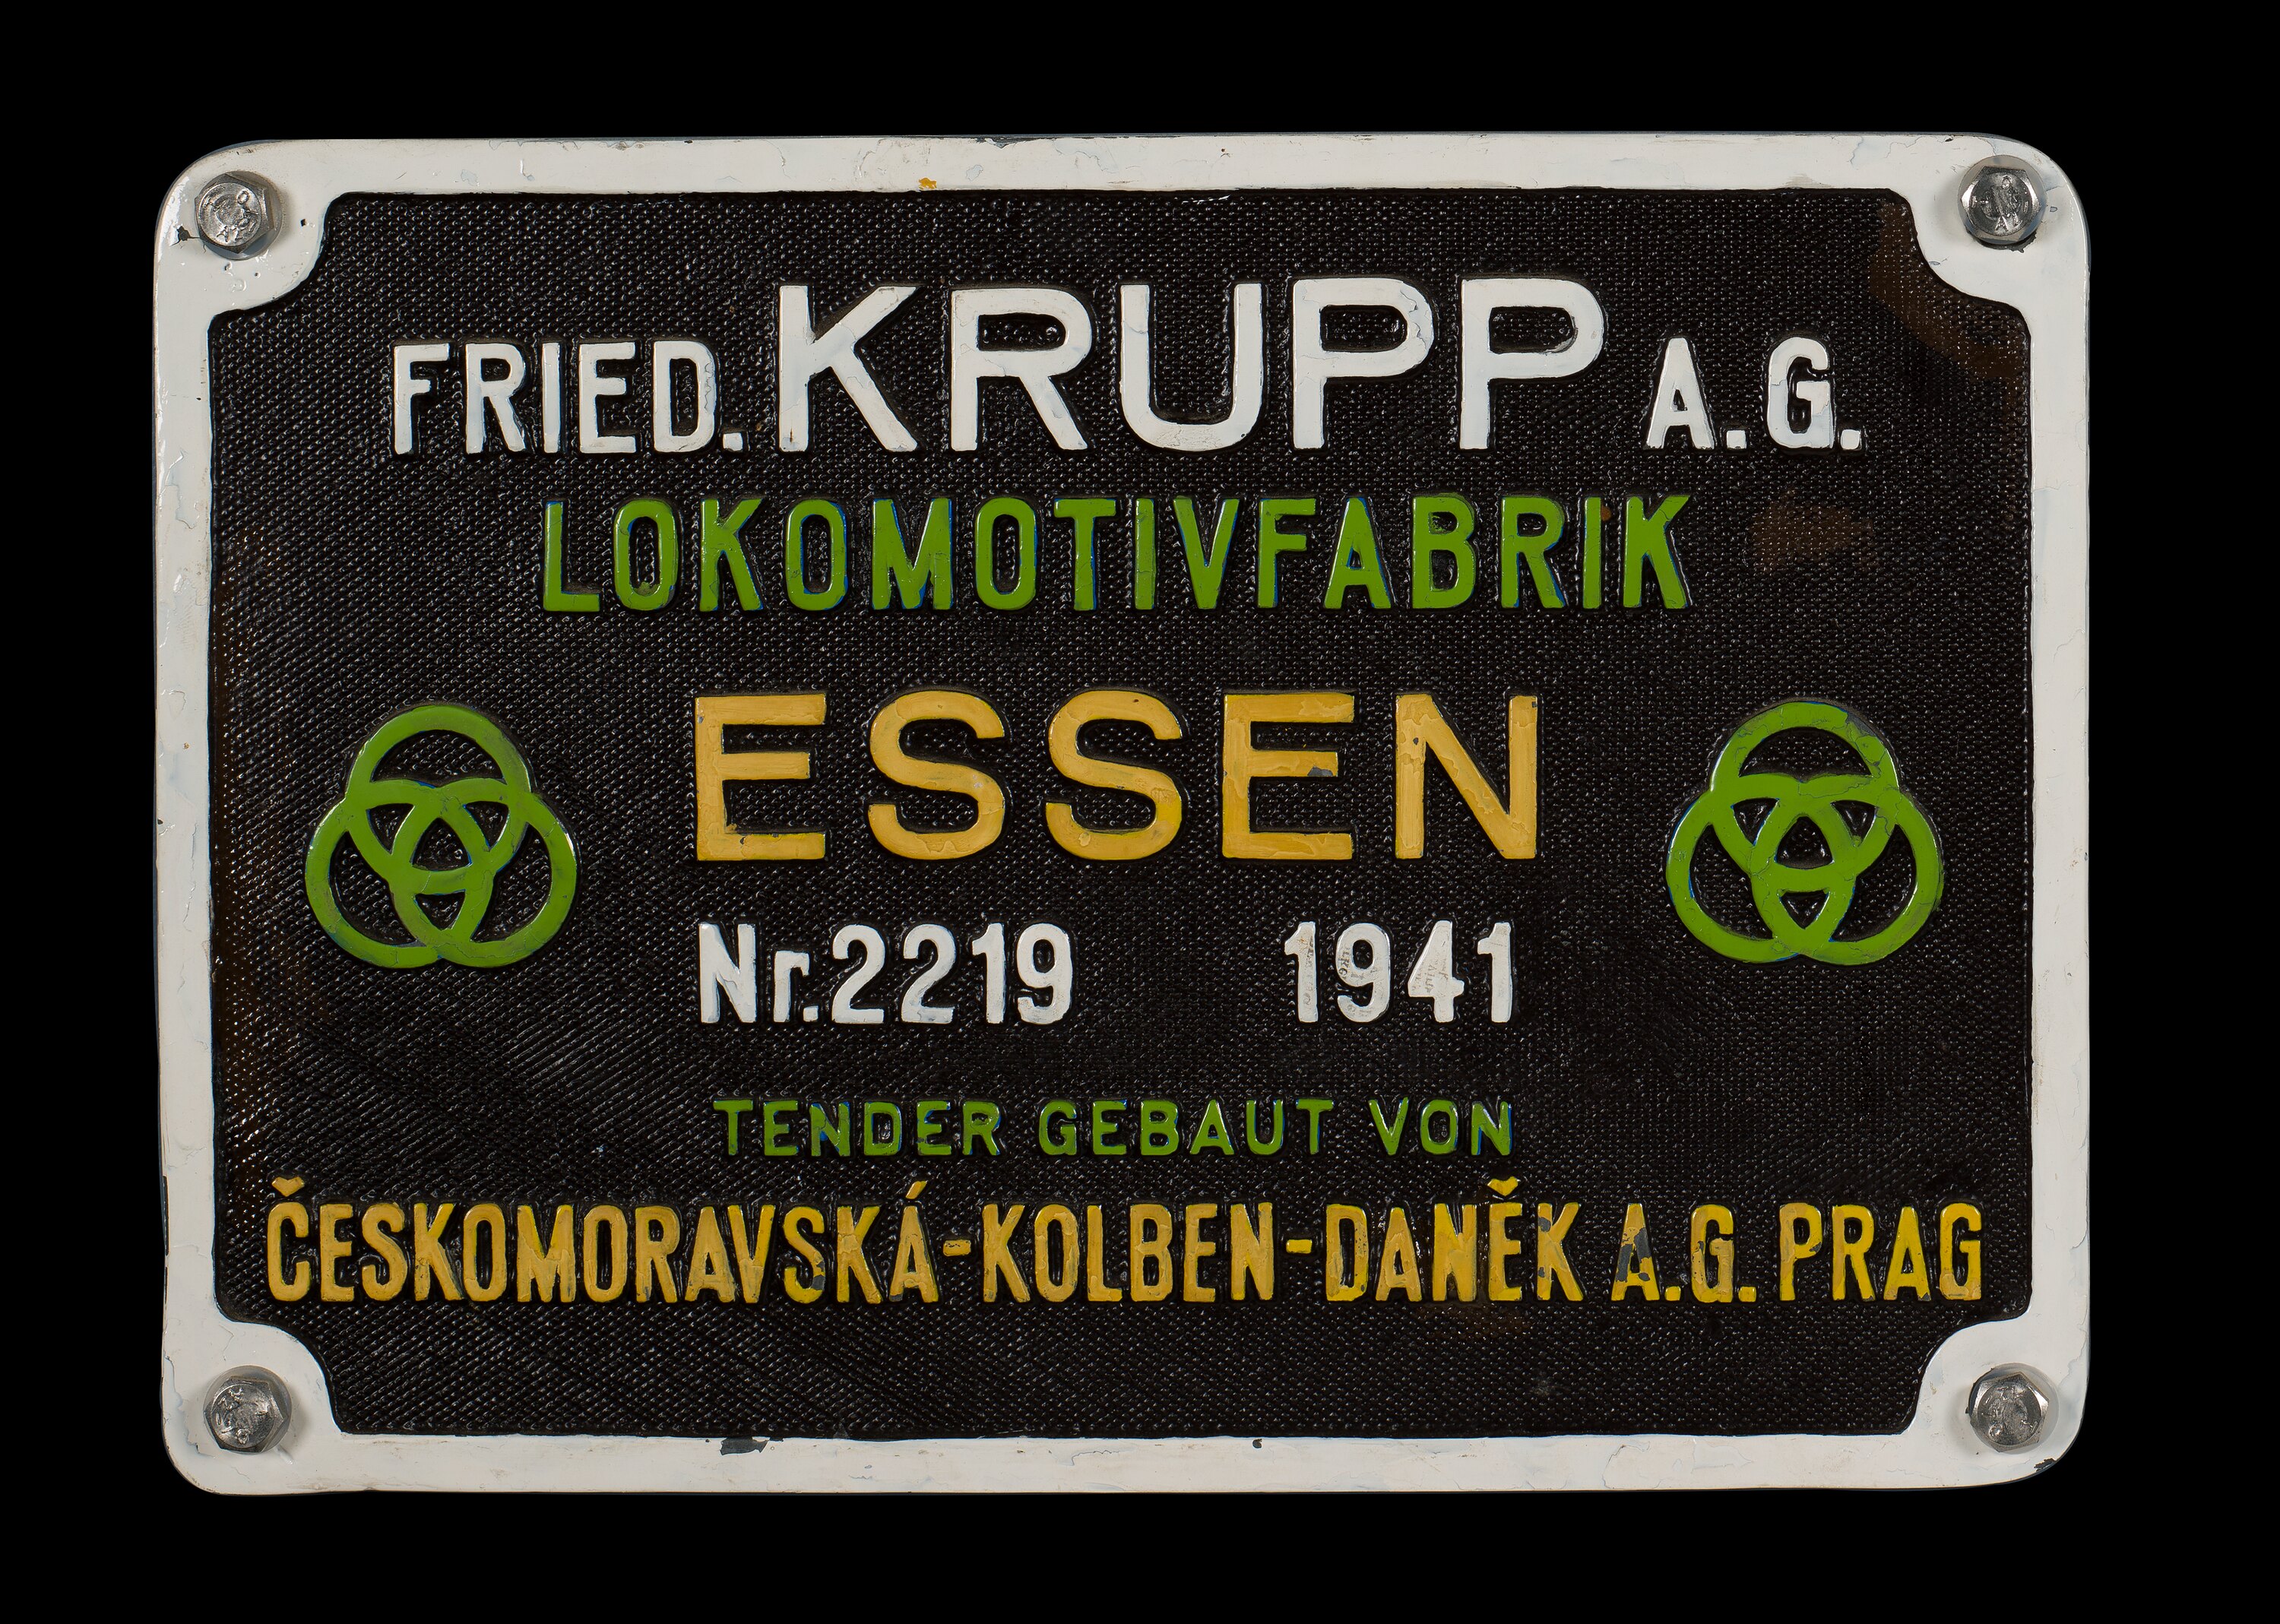 FRIED. KRUPP A.G.
LOKOMOTIVFABRIK
ESSEN
Nr. 2219 1941
TENDER GEBAUT VON
ČESKOMORAVSKÁ-KOLBEN-DANĚK A.G. PRAG